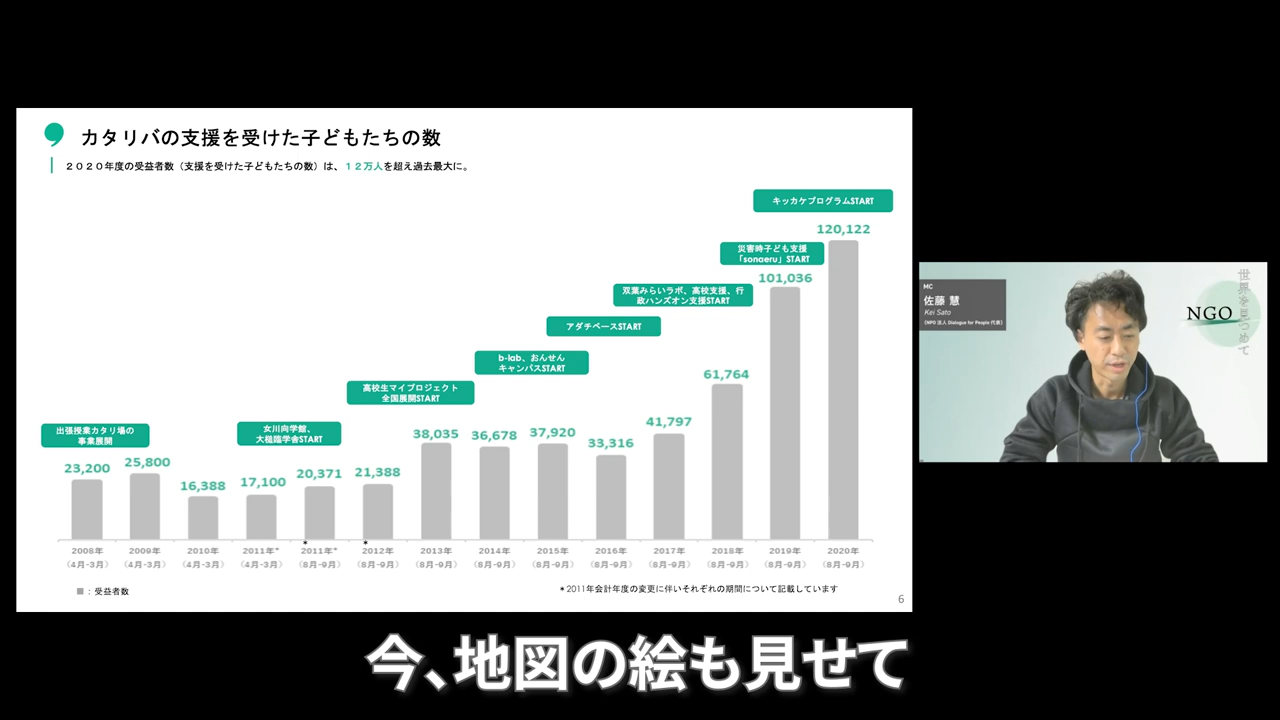 カタリバの支援を受けた子どもたちの数
２０２０年度の受益者数（支援を受けた子どもたちの数）は、１２万人を超え過去最大に。
キッカケプログラムSTART
120,122
災害時子ども支援
「sonaeru」START
101,036
双葉みらいラボ、高校支援、行
政ハンズオン支援START
アダチベースSTART
b-lab、おんせん
キャンパスSTART
高校生マイプロジェクト
全国展開START
女川向学館、
大槌臨学舎START
出張授業カタリ場の
事業展開
23,200
25,800
16,388
17,100
20,371
21,388
38,035
36,678
37,920
33,316
41,797
61,764
* *
2008年 2009年 2010年 2011年* 2011年* 2012年 2013年 2014年 2015年 2016年 2017年 2018年 2019年 2020年
（4月-3月） （4月-3月） （4月-3月） （4月-3月） （8月-9月） （8月-9月） （8月-9月） （8月-9月） （8月-9月） （8月-9月） （8月-9月） （8月-9月） （8月-9月） （8月-9月）
■：受益者数
＊2011年会計年度の変更に伴いそれぞれの期間について記載しています
6
MC
佐藤 慧
Kei Sato
（NPO 法人 Dialogue for People 代表）
世界を見つめて
NGO
今、地図の絵も見せて